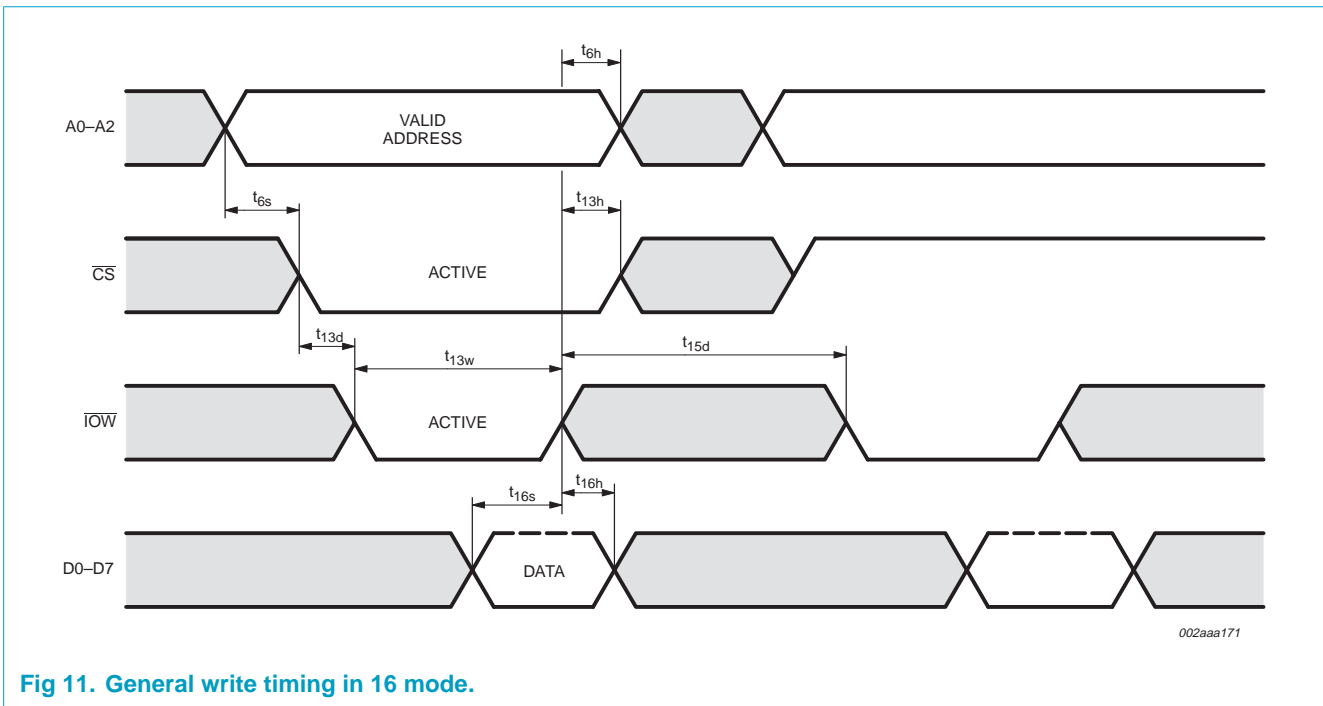 t6h
A0–A2
VALID
ADDRESS
t6s
t13h
CS
ACTIVE
t13d
t13w
t15d
IOW
ACTIVE
t16s
t16h
D0–D7
DATA
002aaa171
Fig 11. General write timing in 16 mode.